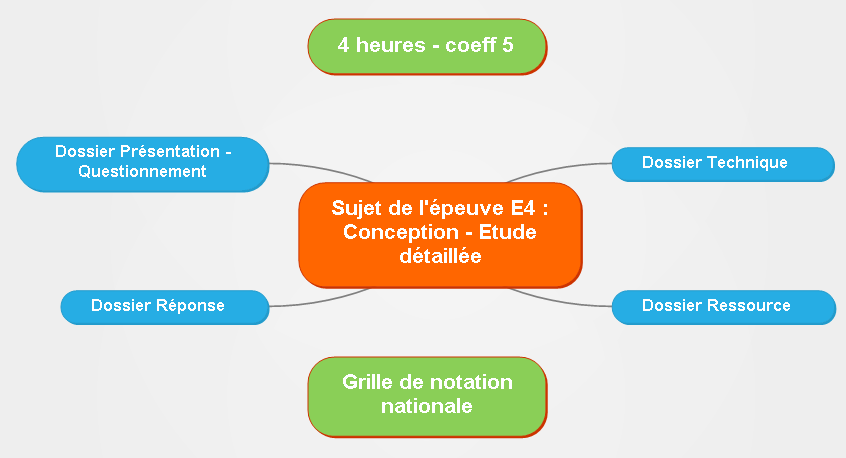 4 heures - coeff 5
Dossier Présentation -
Questionnement
Dossier Technique
Sujet de l'épeuve E4 :
Conception - Etude
détaillée
Dossier Réponse
Dossier Ressource
Grille de notation
nationale